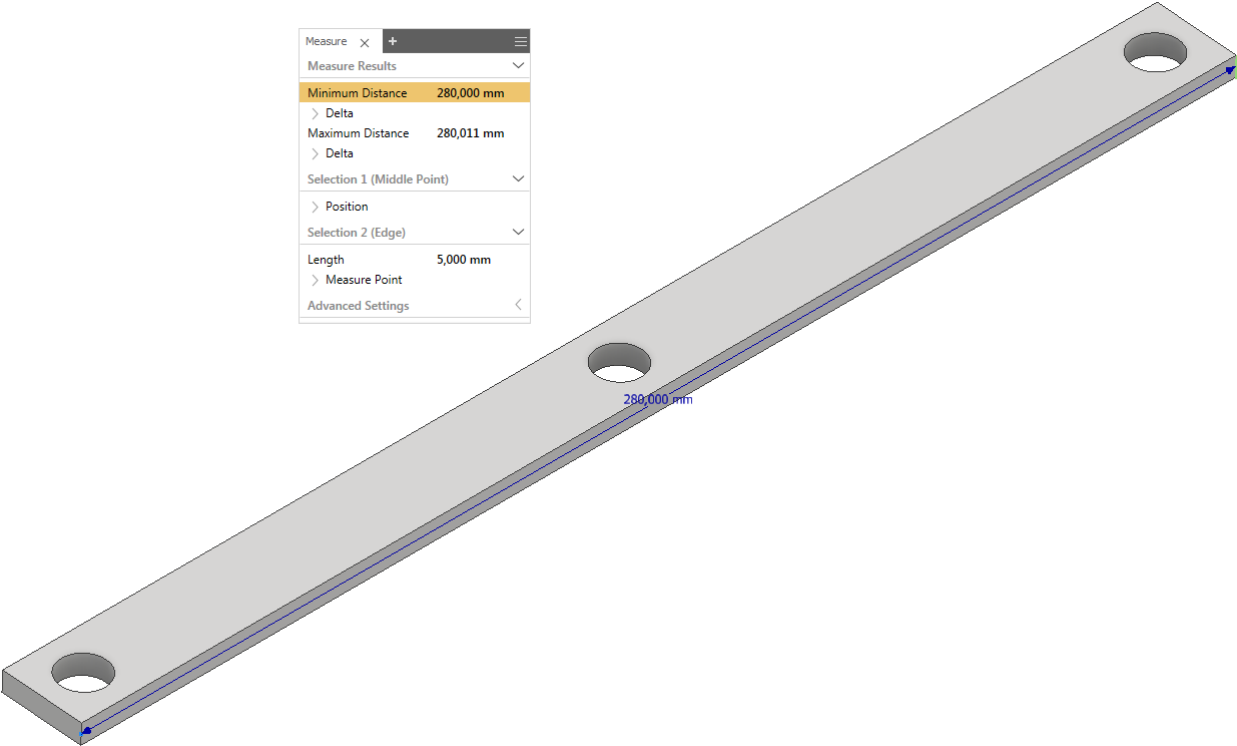 Measure
Measure Results
Minimum Distance 280,000 mm
Delta
Maximum Distance 280,011 mm
Delta
Selection 1 (Middle Point)
Position
Selection 2 (Edge)
Length 5,000 mm
Measure Point
Advanced Settings
280,000 mm